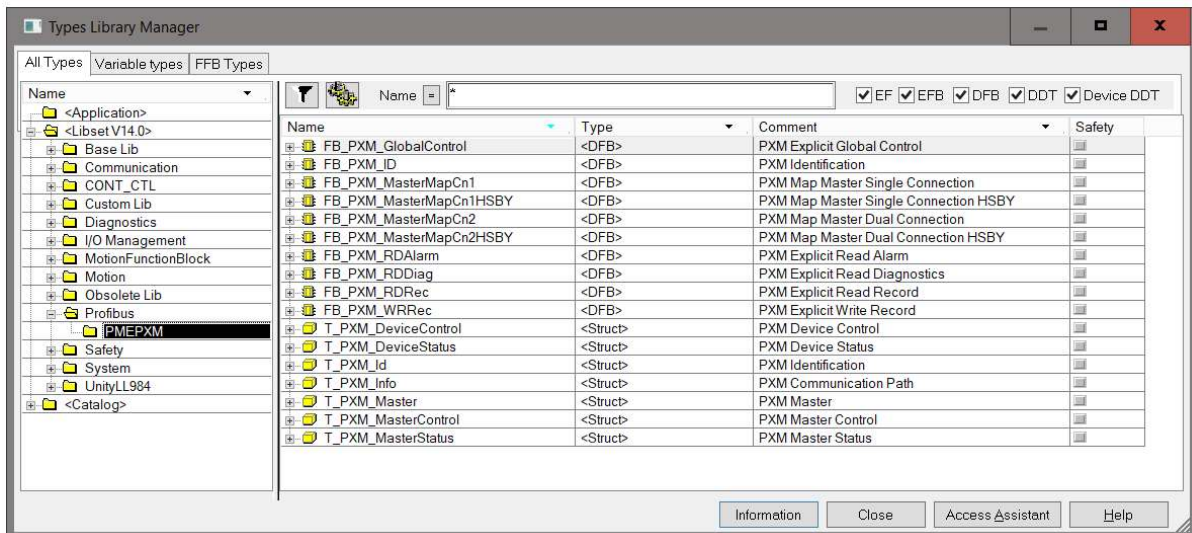 Types Library Manager
All Types Variable types FFB Types
Name
<Application>
<Libset V14.0>
Base Lib
Communication
CONT_CTL
Custom Lib
Diagnostics
I/O Management
MotionFunctionBlock
Motion
Obsolete Lib
Profibus
PMEPXM
Safety
System
UnityLL984
<Catalog>
Name = * EF EFB DFB DDT Device DDT
Name Type Comment Safety
FB_PXM_GlobalControl <DFB> PXM Explicit Global Control
FB_PXM_ID <DFB> PXM Identification
FB_PXM_MasterMapCn1 <DFB> PXM Map Master Single Connection
FB_PXM_MasterMapCn1HSBY <DFB> PXM Map Master Single Connection HSBY
FB_PXM_MasterMapCn2 <DFB> PXM Map Master Dual Connection
FB_PXM_MasterMapCn2HSBY <DFB> PXM Map Master Dual Connection HSBY
FB_PXM_RDAlarm <DFB> PXM Explicit Read Alarm
FB_PXM_RDDiag <DFB> PXM Explicit Read Diagnostics
FB_PXM_RDRec <DFB> PXM Explicit Read Record
FB_PXM_WRRec <DFB> PXM Explicit Write Record
T_PXM_DeviceControl <Struct> PXM Device Control
T_PXM_DeviceStatus <Struct> PXM Device Status
T_PXM_Id <Struct> PXM Identification
T_PXM_Info <Struct> PXM Communication Path
T_PXM_Master <Struct> PXM Master
T_PXM_MasterControl <Struct> PXM Master Control
T_PXM_MasterStatus <Struct> PXM Master Status
Information Close Access Assistant Help